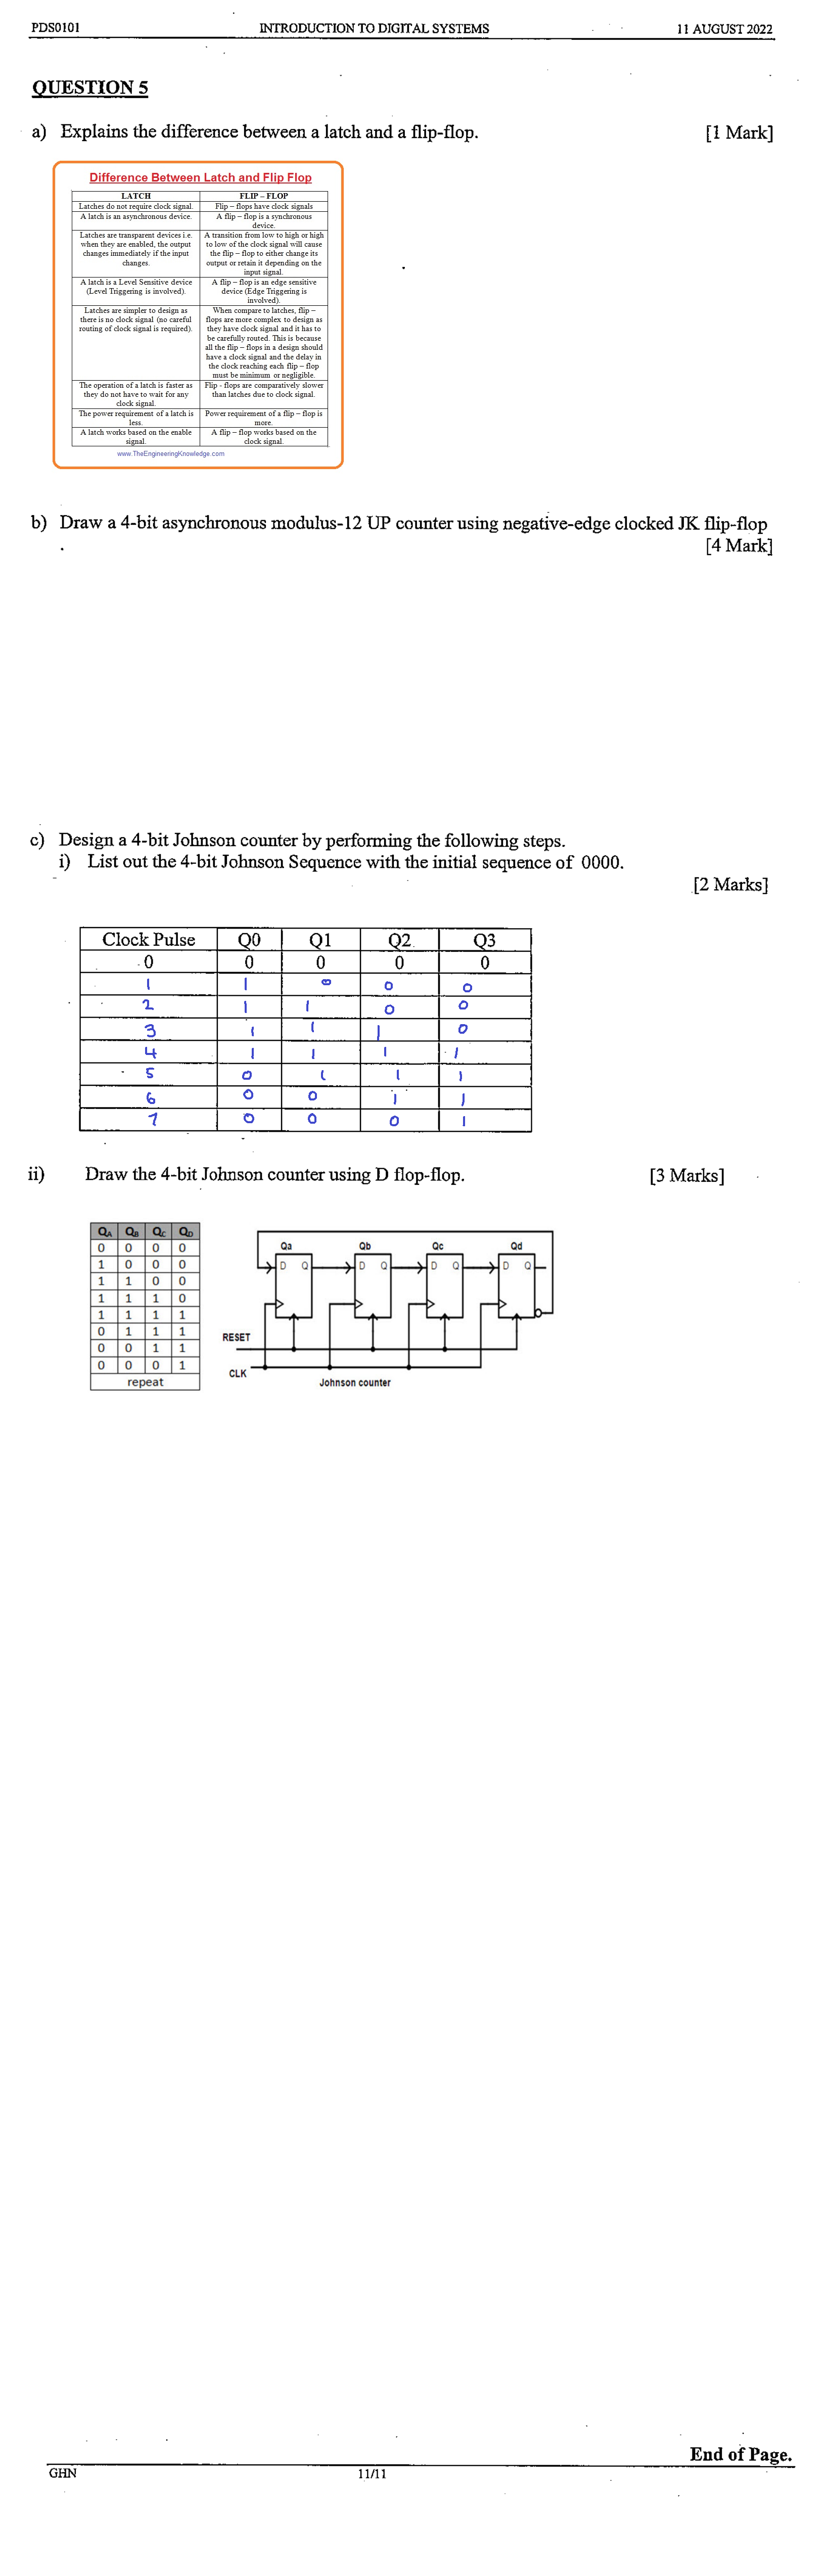 PDS0101 INTRODUCTION TO DIGITAL SYSTEMS 11 AUGUST 2022
QUESTION 5
a) Explains the difference between a latch and a flip-flop. [1 Mark]
Difference Between Latch and Flip Flop
LATCH FLIP – FLOP
Latches do not require clock signal. Flip – flops have clock signals
A latch is an asynchronous device. A flip – flop is a synchronous
device.
Latches are transparent devices i.e. A transition from low to high or high
when they are enabled, the output to low of the clock signal will cause
changes immediately if the input the flip – flop to either change its
changes. output or retain it depending on the
input signal.
A latch is a Level Sensitive device A flip – flop is an edge sensitive
(Level Triggering is involved). device (Edge Triggering is
involved).
Latches are simpler to design as When compare to latches, flip –
there is no clock signal (no careful flops are more complex to design as
routing of clock signal is required). they have clock signal and it has to
be carefully routed. This is because
all the flip – flops in a design should
have a clock signal and the delay in
the clock reaching each flip – flop
must be minimum or negligible.
The operation of a latch is faster as Flip - flops are comparatively slower
they do not have to wait for any than latches due to clock signal.
clock signal.
The power requirement of a latch is Power requirement of a flip – flop is
less. more.
A latch works based on the enable A flip – flop works based on the
signal. clock signal.
www.TheEngineeringKnowledge.com
b) Draw a 4-bit asynchronous modulus-12 UP counter using negative-edge clocked JK flip-flop
. [4 Mark]
c) Design a 4-bit Johnson counter by performing the following steps.
i) List out the 4-bit Johnson Sequence with the initial sequence of 0000.
[2 Marks]
Clock Pulse Q0 Q1 Q2 Q3
0 0 0 0 0
1 1 0 0 0
2 1 1 0 0
3 1 1 1 0
4 1 1 1 1
5 0 1 1 1
6 0 0 1 1
7 0 0 0 1
ii) Draw the 4-bit Johnson counter using D flop-flop. [3 Marks]
QA QB QC QD
0 0 0 0
1 0 0 0
1 1 0 0
1 1 1 0
1 1 1 1
0 1 1 1
0 0 1 1
0 0 0 1
repeat
Qa Qb Qc Qd
D Q D Q D Q D Q
RESET
CLK
Johnson counter
End of Page.
GHN 11/11